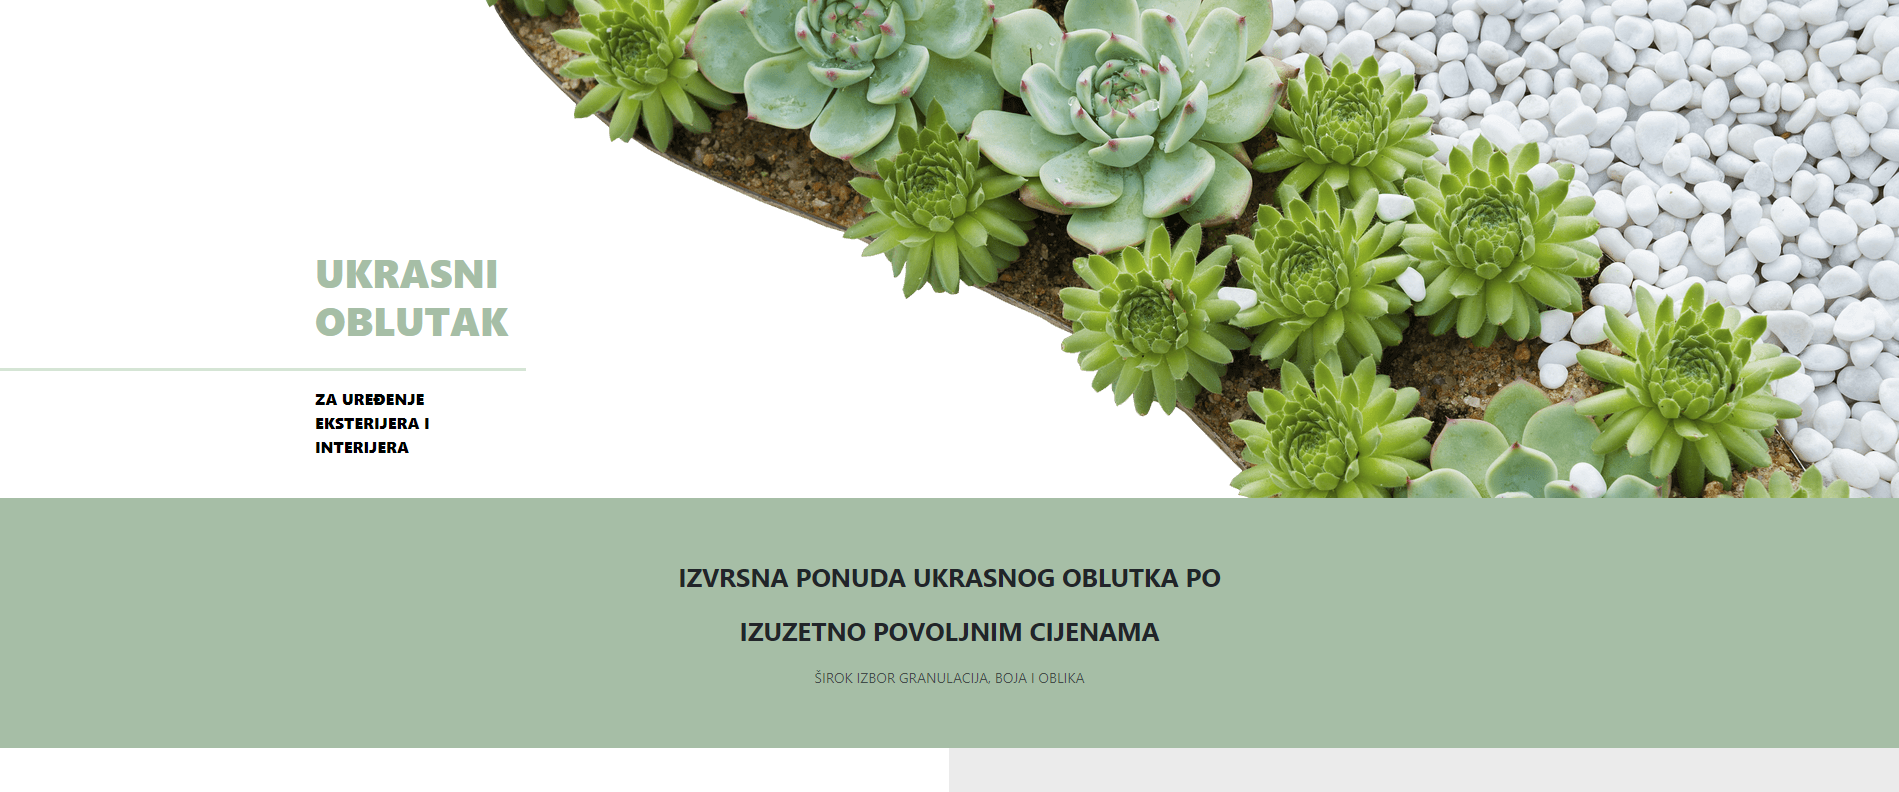 UKRASNI
OBLUTAK
ZA UREĐENJE
EKSTERIJERA I
INTERIJERA
IZVRSNA PONUDA UKRASNOG OBLUTKA PO
IZUZETNO POVOLJNIM CIJENAMA
ŠIROK IZBOR GRANULACIJA, BOJA I OBLIKA